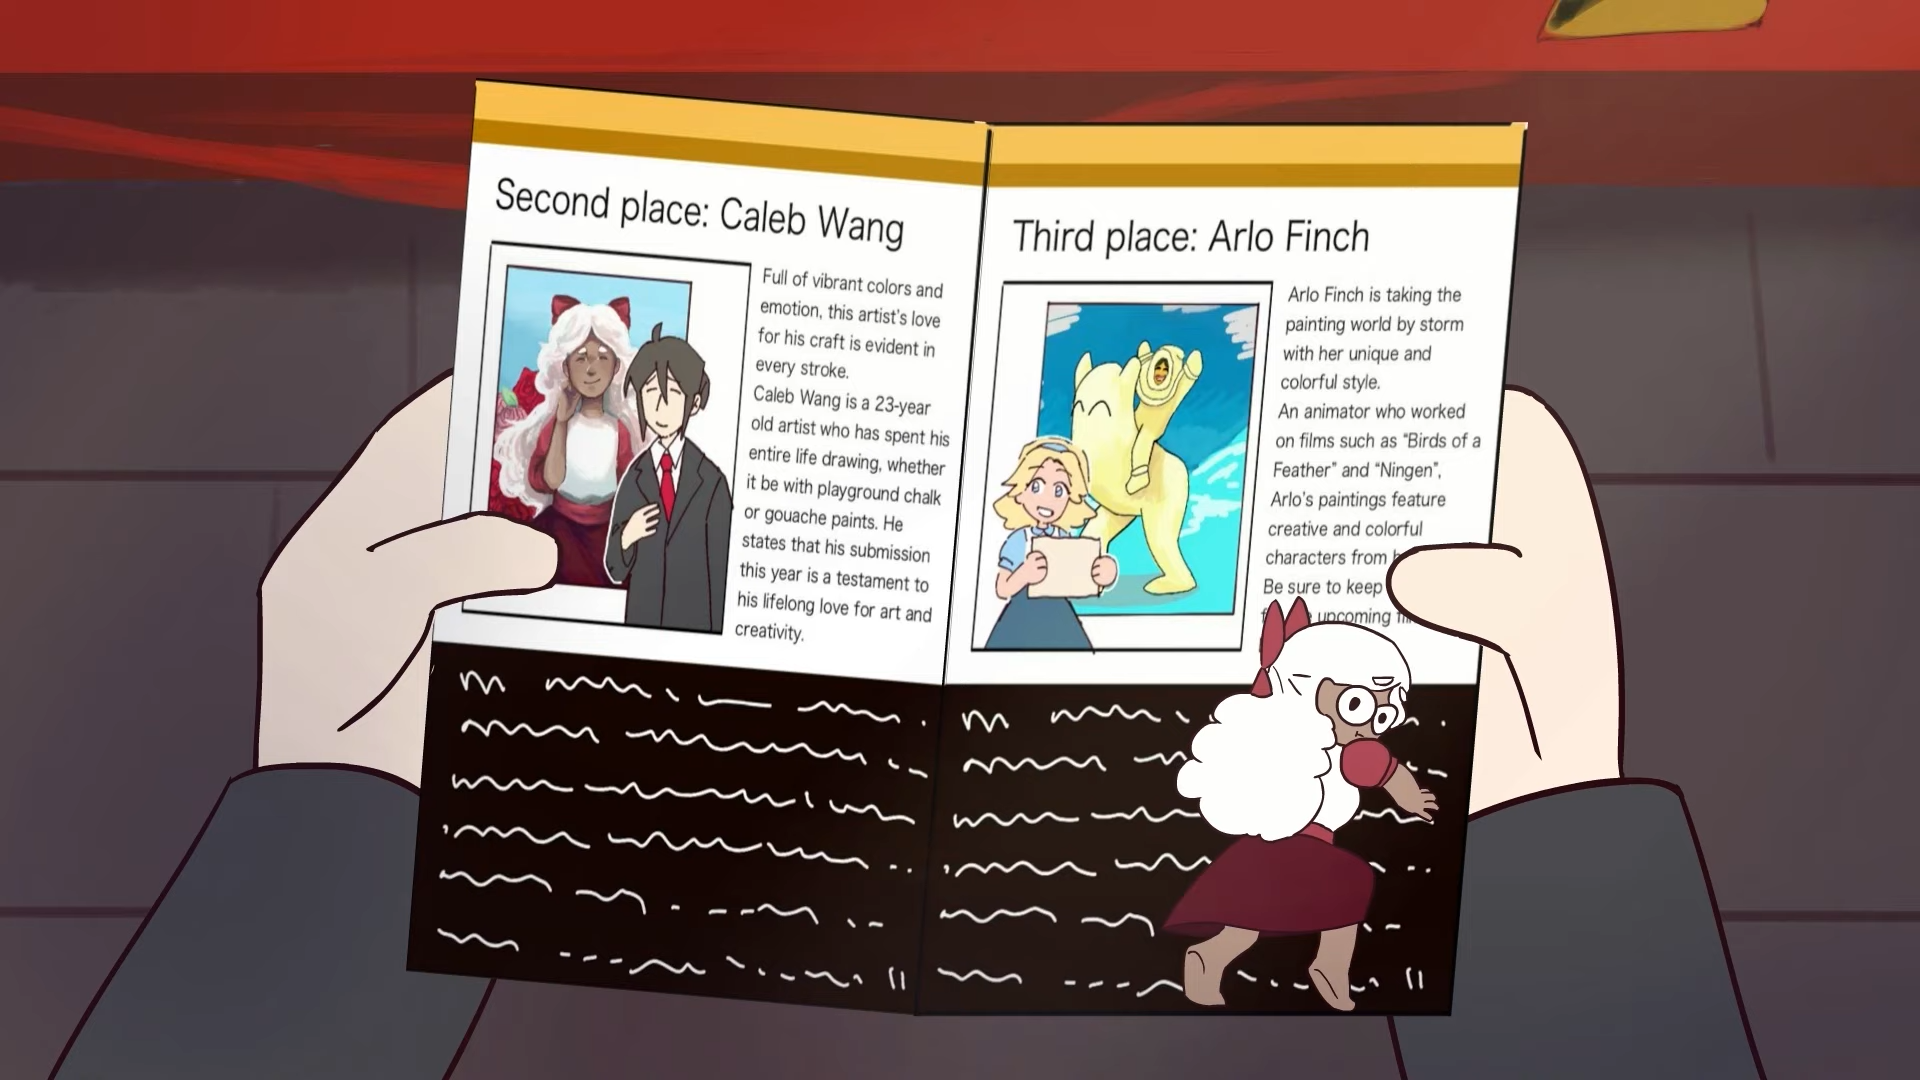 Second place: Caleb Wang
Full of vibrant colors and
emotion, this artist's love
for his craft is evident in
every stroke.
Caleb Wang is a 23-year
old artist who has spent his
entire life drawing, whether
it be with playground chalk
or gouache paints. He
states that his submission
this year is a testament to
his lifelong love for art and
creativity.
Third place: Arlo Finch
Arlo Finch is taking the
painting world by storm
with her unique and
colorful style.
An animator who worked
on films such as "Birds of a
Feather" and "Ningen",
Arlo's paintings feature
creative and colorful
characters from
Be sure to keep
upcoming